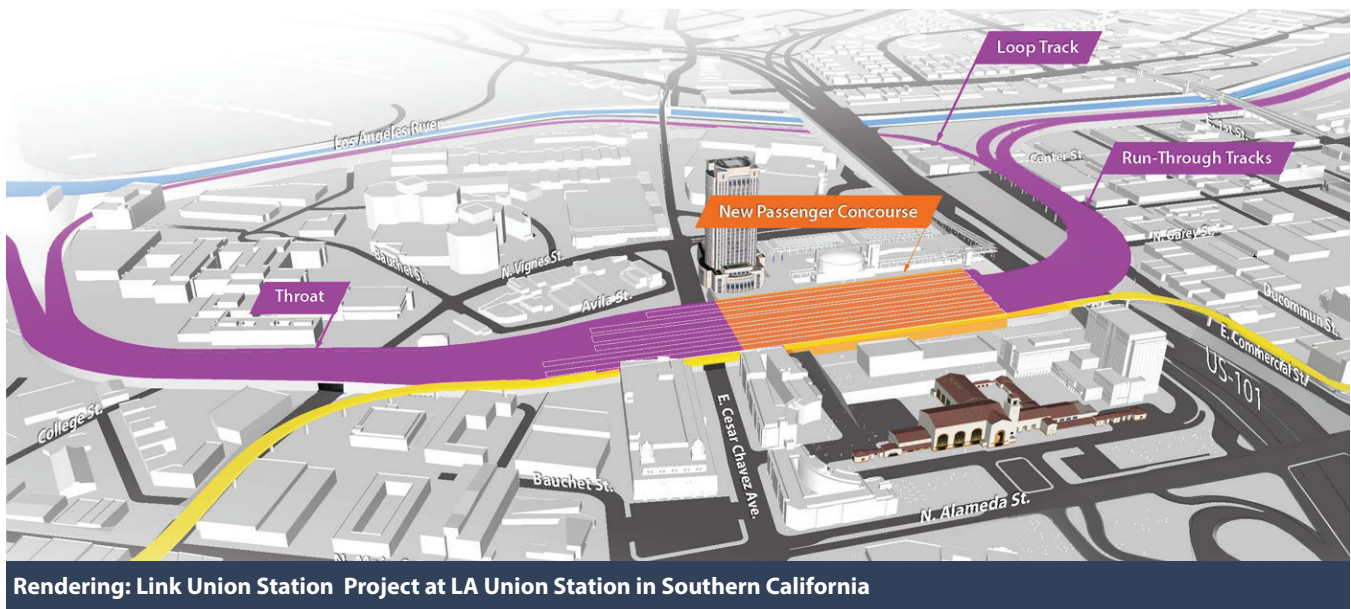 Loop Track
Los Angeles River
E. 1st St.
Center St.
Run-Through Tracks
New Passenger Concourse
N. Garey St.
Bauchet St.
N. Vignes St.
Throat
Avila St.
Ducommun St.
E. Commercial St.
US-101
College St.
E. Cesar Chavez Ave.
Bauchet St.
N. Alameda St.
Rendering: Link Union Station Project at LA Union Station in Southern California